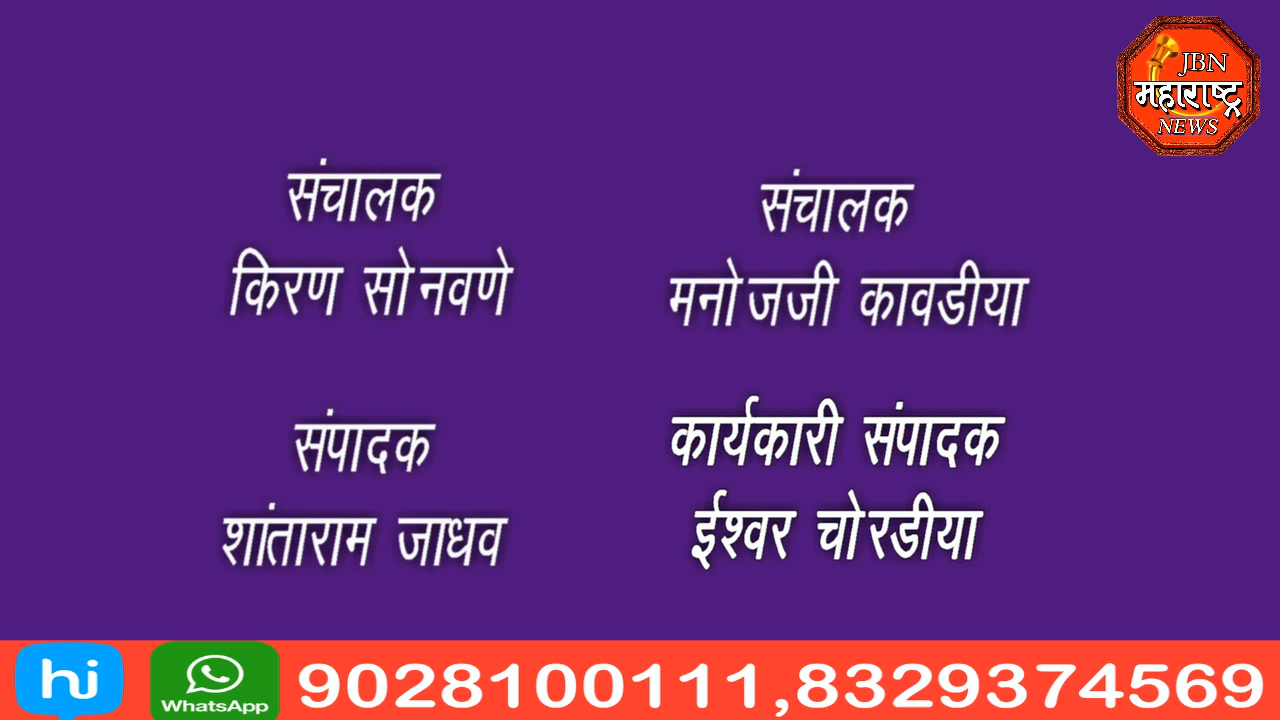 JBN
महाराष्ट्र
NEWS
संचालक
किरण सोनवणे
संचालक
मनोजजी कावडीया
संपादक
शांताराम जाधव
कार्यकारी संपादक
ईश्वर चोरडीया
hi
WhatsApp
9028100111,8329374569